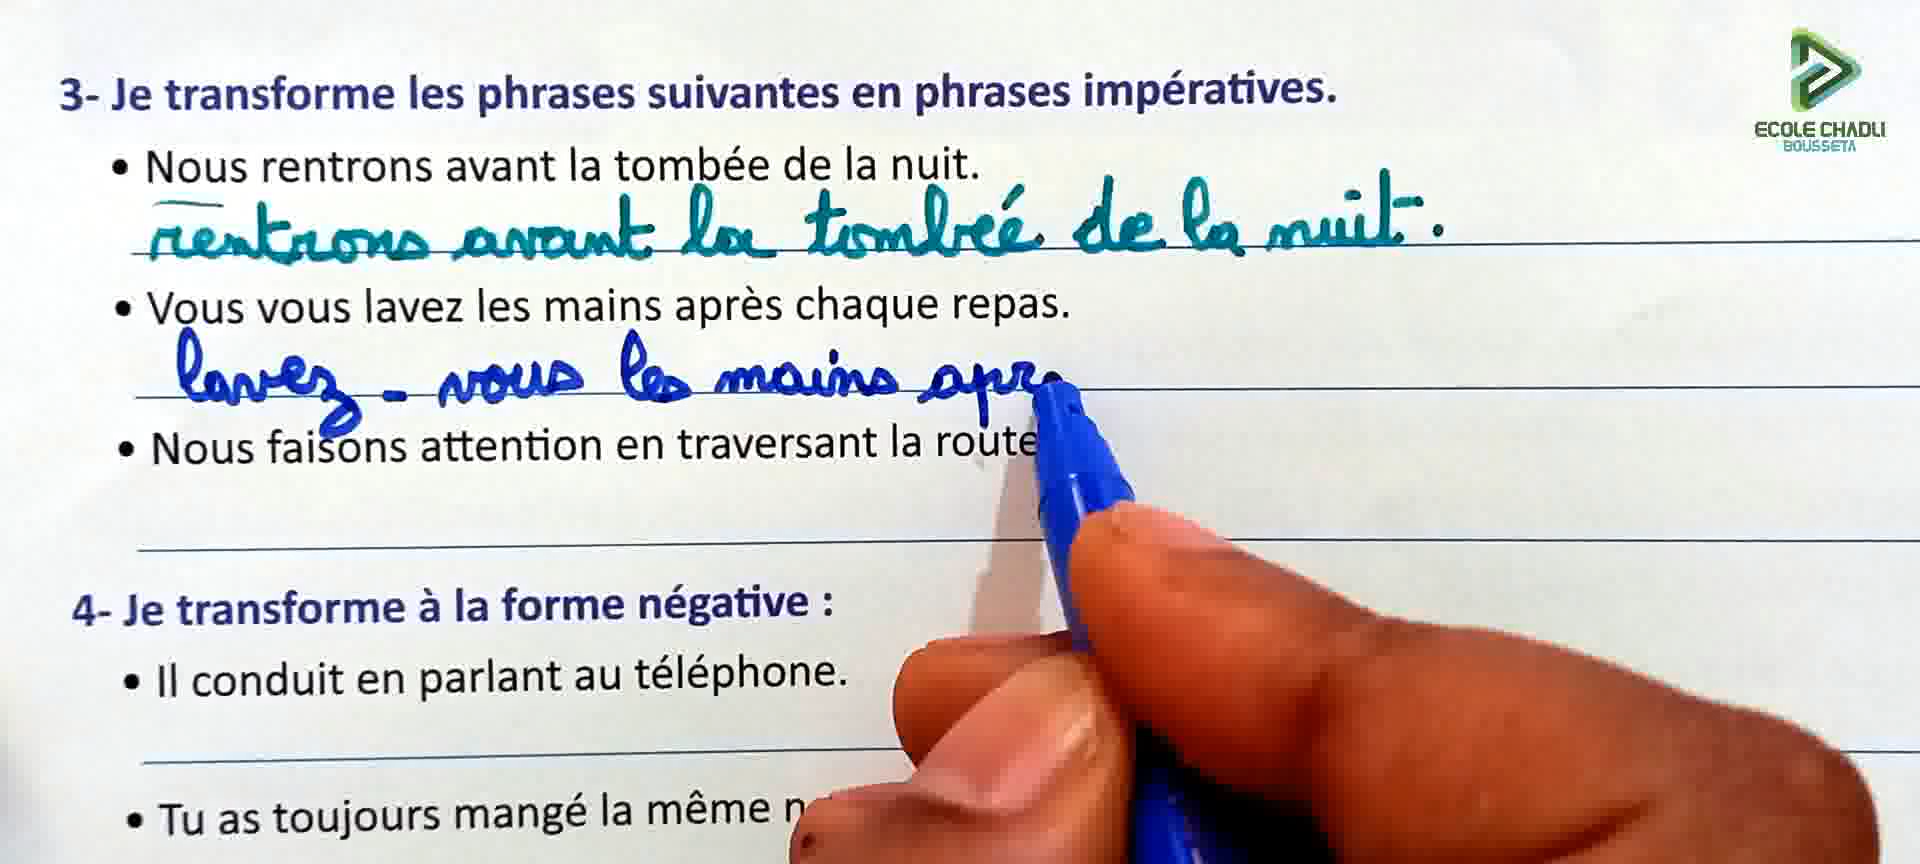 ECOLE CHADLI
BOUSSETA
3- Je transforme les phrases suivantes en phrases impératives.
• Nous rentrons avant la tombée de la nuit.
rentrons avant la tombée de la nuit.
• Vous vous lavez les mains après chaque repas.
lavez - vous les mains apr
• Nous faisons attention en traversant la route
4- Je transforme à la forme négative :
• Il conduit en parlant au téléphone.
• Tu as toujours mangé la même